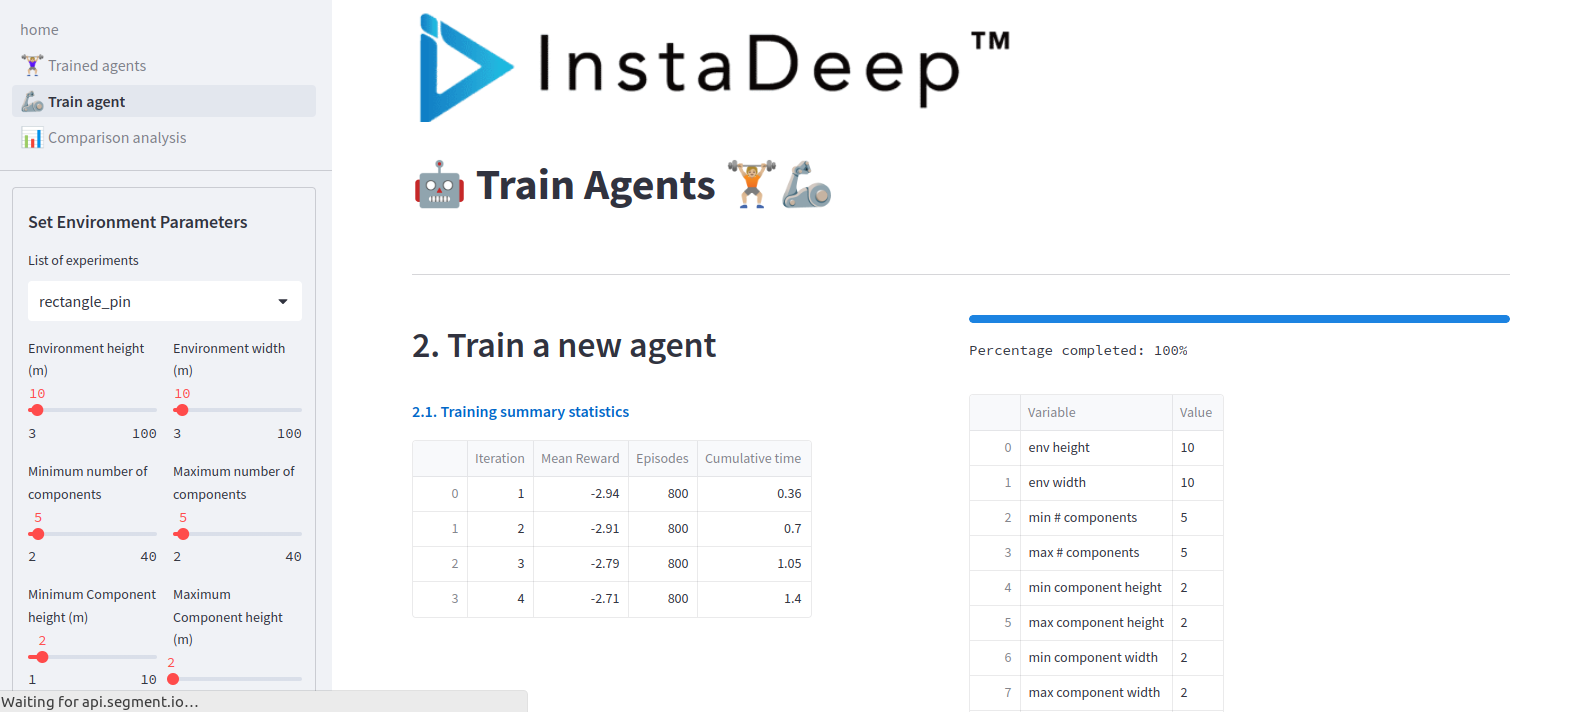 home
Trained agents
Train agent
Comparison analysis
Set Environment Parameters
List of experiments
rectangle_pin
Environment height
(m)
10
3 100
Environment width
(m)
10
3 100
Minimum number of
components
5
2 40
Maximum number of
components
5
2 40
Minimum Component
height (m)
2
1 10
Maximum
Component height
(m)
2
Waiting for api.segment.io...
InstaDeep™
Train Agents
2. Train a new agent
2.1. Training summary statistics
Iteration Mean Reward Episodes Cumulative time
0 1 -2.94 800 0.36
1 2 -2.91 800 0.7
2 3 -2.79 800 1.05
3 4 -2.71 800 1.4
Percentage completed: 100%
Variable Value
0 env height 10
1 env width 10
2 min # components 5
3 max # components 5
4 min component height 2
5 max component height 2
6 min component width 2
7 max component width 2